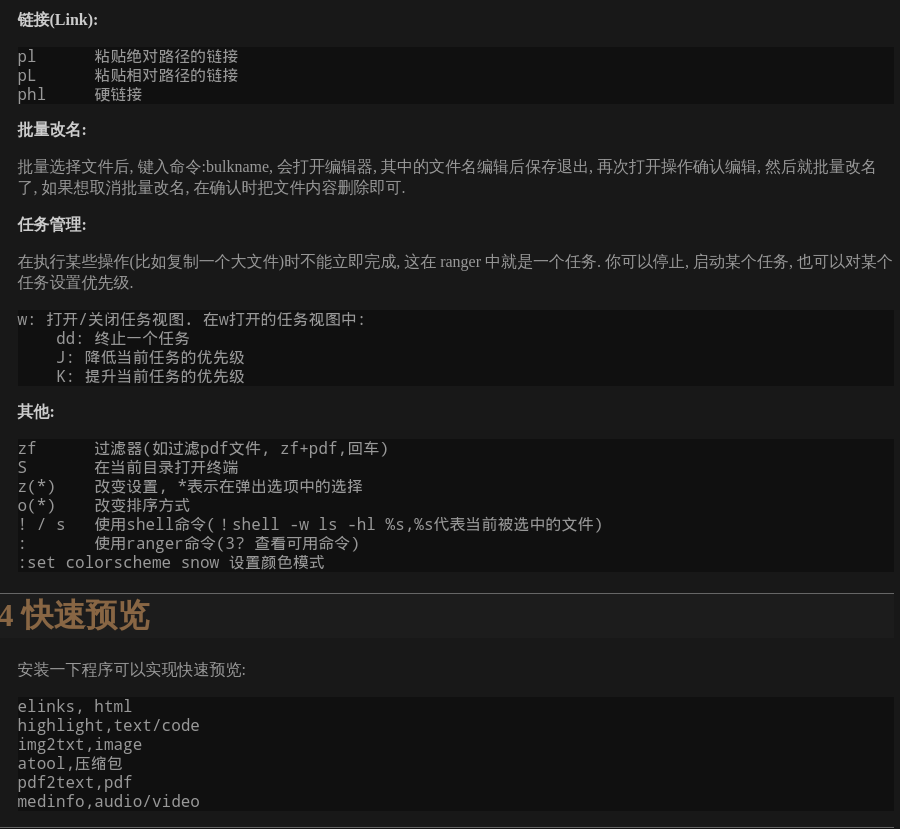 链接(Link):
pl      粘贴绝对路径的链接
pL      粘贴相对路径的链接
phl     硬链接
批量改名:
批量选择文件后, 键入命令:bulkname, 会打开编辑器, 其中的文件名编辑后保存退出, 再次打开操作确认编辑, 然后就批量改名
了, 如果想取消批量改名, 在确认时把文件内容删除即可.
任务管理:
在执行某些操作(比如复制一个大文件)时不能立即完成, 这在 ranger 中就是一个任务. 你可以停止, 启动某个任务, 也可以对某个
任务设置优先级.
w: 打开/关闭任务视图. 在w打开的任务视图中:
    dd: 终止一个任务
    J: 降低当前任务的优先级
    K: 提升当前任务的优先级
其他:
zf      过滤器(如过滤pdf文件, zf+pdf,回车)
S       在当前目录打开终端
z(*)    改变设置, *表示在弹出选项中的选择
o(*)    改变排序方式
! / s   使用shell命令(！shell -w ls -hl %s,%s代表当前被选中的文件)
:       使用ranger命令(3? 查看可用命令)
:set colorscheme snow 设置颜色模式
4 快速预览
安装一下程序可以实现快速预览:
elinks, html
highlight,text/code
img2txt,image
atool,压缩包
pdf2text,pdf
medinfo,audio/video